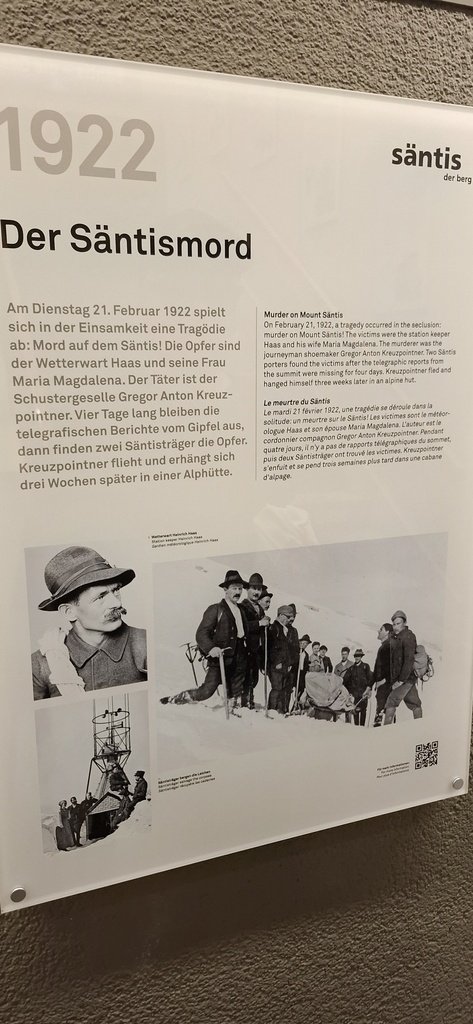 1922
säntis
der berg
Der Säntismord
Am Dienstag 21. Februar 1922 spielt
sich in der Einsamkeit eine Tragödie
ab: Mord auf dem Säntis! Die Opfer sind
der Wetterwart Haas und seine Frau
Maria Magdalena. Der Täter ist der
Schustergeselle Gregor Anton Kreuz-
pointner. Vier Tage lang bleiben die
telegrafischen Berichte vom Gipfel aus,
dann finden zwei Säntisträger die Opfer.
Kreuzpointner flieht und erhängt sich
drei Wochen später in einer Alphütte.
Murder on Mount Säntis
On February 21, 1922, a tragedy occurred in the seclusion:
murder on Mount Säntis! The victims were the station keeper
Haas and his wife Maria Magdalena. The murderer was the
journeyman shoemaker Gregor Anton Kreuzpointner. Two Säntis
porters found the victims after the telegraphic reports from
the summit were missing for four days. Kreuzpointner fled and
hanged himself three weeks later in an alpine hut.
Le meurtre du Säntis
Le mardi 21 février 1922, une tragédie se déroule dans la
solitude: un meurtre sur le Säntis! Les victimes sont le météor-
ologue Haas et son épouse Maria Magdalena. L'auteur est le
cordonnier compagnon Gregor Anton Kreuzpointner. Pendant
quatre jours, il n'y a pas de rapports télégraphiques du sommet,
puis deux Säntisträger ont trouvé les victimes. Kreuzpointner
s'enfuit et se pend trois semaines plus tard dans une cabane
d'alpage.
Wetterwart Heinrich Haas
Station keeper Heinrich Haas
Säntisträger bergen die Leichen